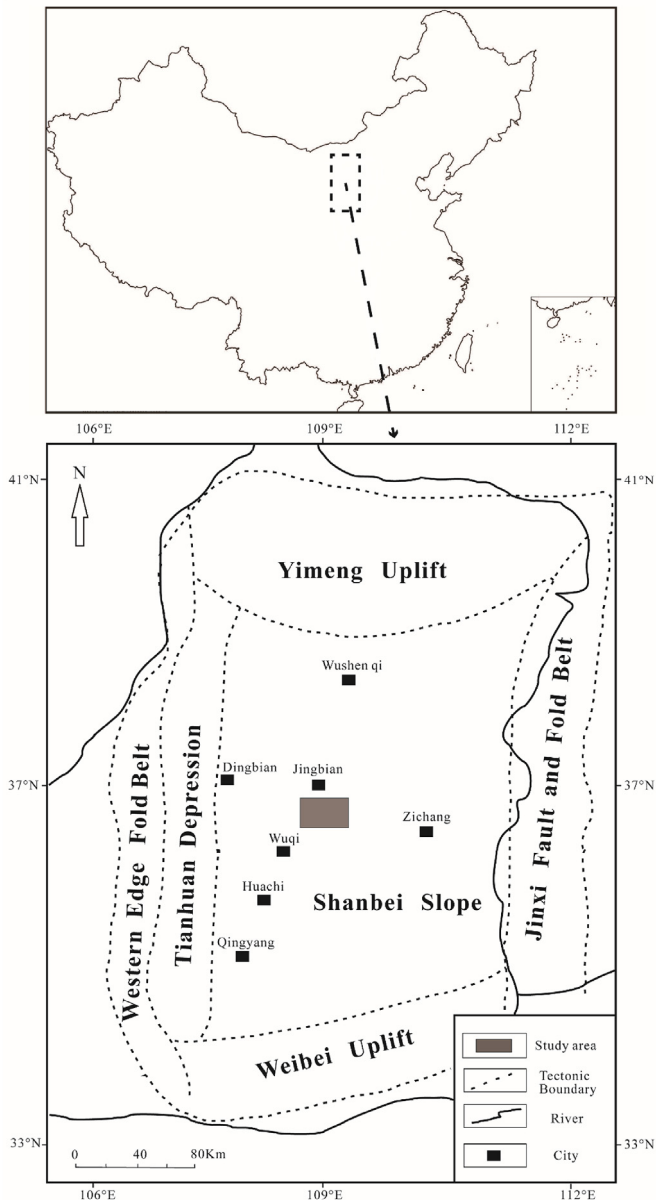 106°E 109°E 112°E
41°N 41°N
N
Yimeng Uplift
Wushen qi
Western Edge Fold Belt
Tianhuan Depression
Jinxi Fault and Fold Belt
Dingbian Jingbian
37°N 37°N
Zichang
Wuqi
Huachi
Shanbei Slope
Qingyang
Weibei Uplift
Study area
Tectonic
Boundary
River
City
33°N 33°N
0 40 80Km
106°E 109°E 112°E